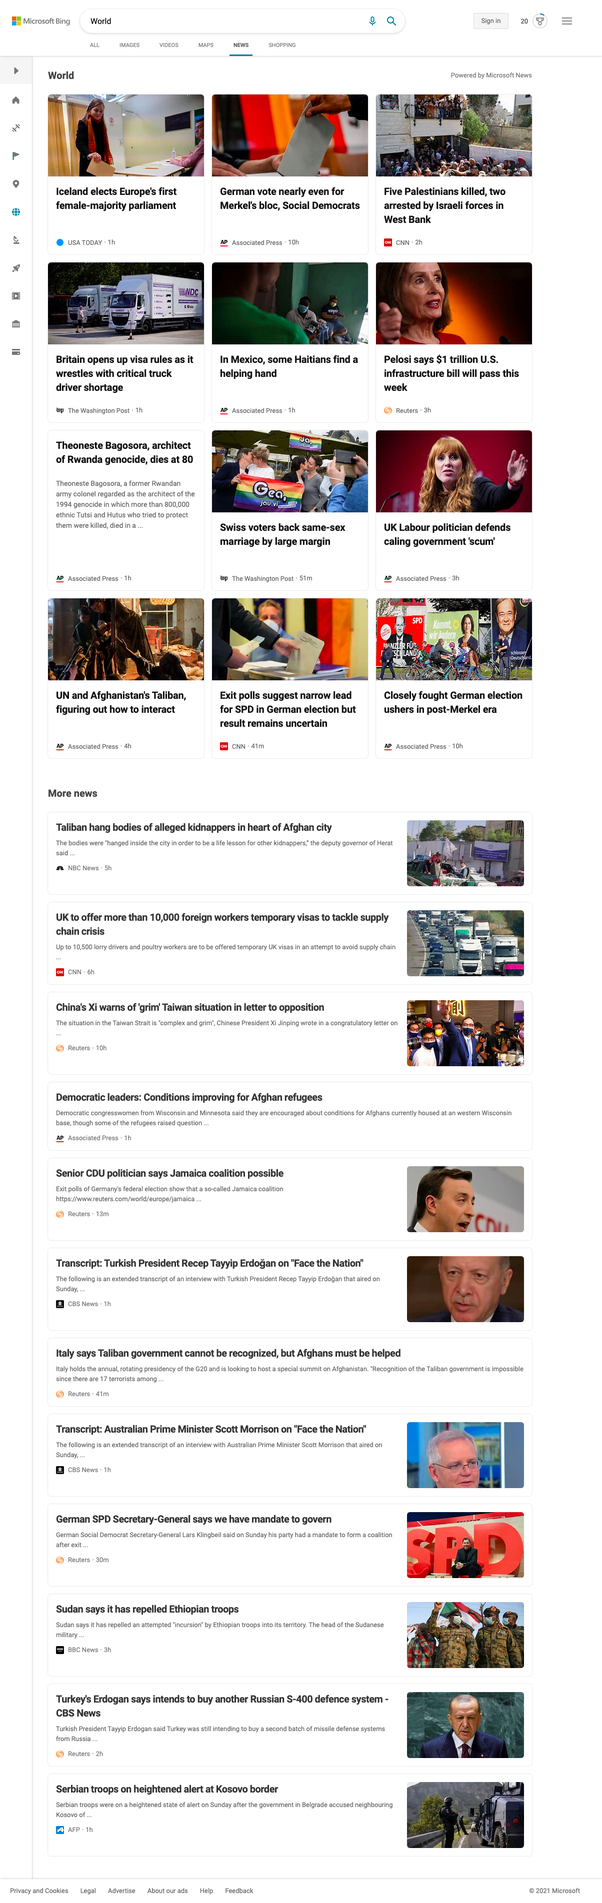 Microsoft Bing
World
Sign in
20
ALL
IMAGES
VIDEOS
MAPS
NEWS
SHOPPING
World
Powered by Microsoft News
Iceland elects Europe's first
female-majority parliament
USA TODAY · 1h
German vote nearly even for
Merkel's bloc, Social Democrats
AP Associated Press · 10h
Five Palestinians killed, two
arrested by Israeli forces in
West Bank
CNN · 2h
NDC
Britain opens up visa rules as it
wrestles with critical truck
driver shortage
wp The Washington Post · 1h
In Mexico, some Haitians find a
helping hand
AP Associated Press · 1h
Pelosi says $1 trillion U.S.
infrastructure bill will pass this
week
Reuters · 3h
Theoneste Bagosora, architect
of Rwanda genocide, dies at 80
Theoneste Bagosora, a former Rwandan
army colonel regarded as the architect of the
1994 genocide in which more than 800,000
ethnic Tutsi and Hutus who tried to protect
them were killed, died in a ...
AP Associated Press · 1h
Swiss voters back same-sex
marriage by large margin
wp The Washington Post · 51m
UK Labour politician defends
caling government 'scum'
AP Associated Press · 3h
UN and Afghanistan's Taliban,
figuring out how to interact
AP Associated Press · 4h
Exit polls suggest narrow lead
for SPD in German election but
result remains uncertain
CNN · 41m
SPD
Closely fought German election
ushers in post-Merkel era
AP Associated Press · 10h
More news
Taliban hang bodies of alleged kidnappers in heart of Afghan city
The bodies were "hanged inside the city in order to be a life lesson for other kidnappers," the deputy governor of Herat
said ...
NBC News · 5h
UK to offer more than 10,000 foreign workers temporary visas to tackle supply
chain crisis
Up to 10,500 lorry drivers and poultry workers are to be offered temporary UK visas in an attempt to avoid supply chain
...
CNN · 6h
China's Xi warns of 'grim' Taiwan situation in letter to opposition
The situation in the Taiwan Strait is "complex and grim", Chinese President Xi Jinping wrote in a congratulatory letter on
...
Reuters · 10h
Democratic leaders: Conditions improving for Afghan refugees
Democratic congresswomen from Wisconsin and Minnesota said they are encouraged about conditions for Afghans currently housed at an western Wisconsin
base, though some of the refugees raised question ...
AP Associated Press · 1h
Senior CDU politician says Jamaica coalition possible
Exit polls of Germany's federal election show that a so-called Jamaica coalition
https://www.reuters.com/world/europe/jamaica ...
Reuters · 13m
CDU
Transcript: Turkish President Recep Tayyip Erdoğan on "Face the Nation"
The following is an extended transcript of an interview with Turkish President Recep Tayyip Erdoğan that aired on
Sunday, ...
CBS News · 1h
Italy says Taliban government cannot be recognized, but Afghans must be helped
Italy holds the annual, rotating presidency of the G20 and is looking to host a special summit on Afghanistan. "Recognition of the Taliban government is impossible
since there are 17 terrorists among ...
Reuters · 41m
Transcript: Australian Prime Minister Scott Morrison on "Face the Nation"
The following is an extended transcript of an interview with Australian Prime Minister Scott Morrison that aired on
Sunday, ...
CBS News · 1h
German SPD Secretary-General says we have mandate to govern
German Social Democrat Secretary-General Lars Klingbeil said on Sunday his party had a mandate to form a coalition
after exit ...
Reuters · 30m
SPD
Sudan says it has repelled Ethiopian troops
Sudan says it has repelled an attempted "incursion" by Ethiopian troops into its territory. The head of the Sudanese
military ...
BBC News · 3h
Turkey's Erdogan says intends to buy another Russian S-400 defence system -
CBS News
Turkish President Tayyip Erdogan said Turkey was still intending to buy a second batch of missile defense systems
from Russia ...
Reuters · 2h
Serbian troops on heightened alert at Kosovo border
Serbian troops were on a heightened state of alert on Sunday after the government in Belgrade accused neighbouring
Kosovo of ...
AFP · 1h
Privacy and Cookies
Legal
Advertise
About our ads
Help
Feedback
© 2021 Microsoft